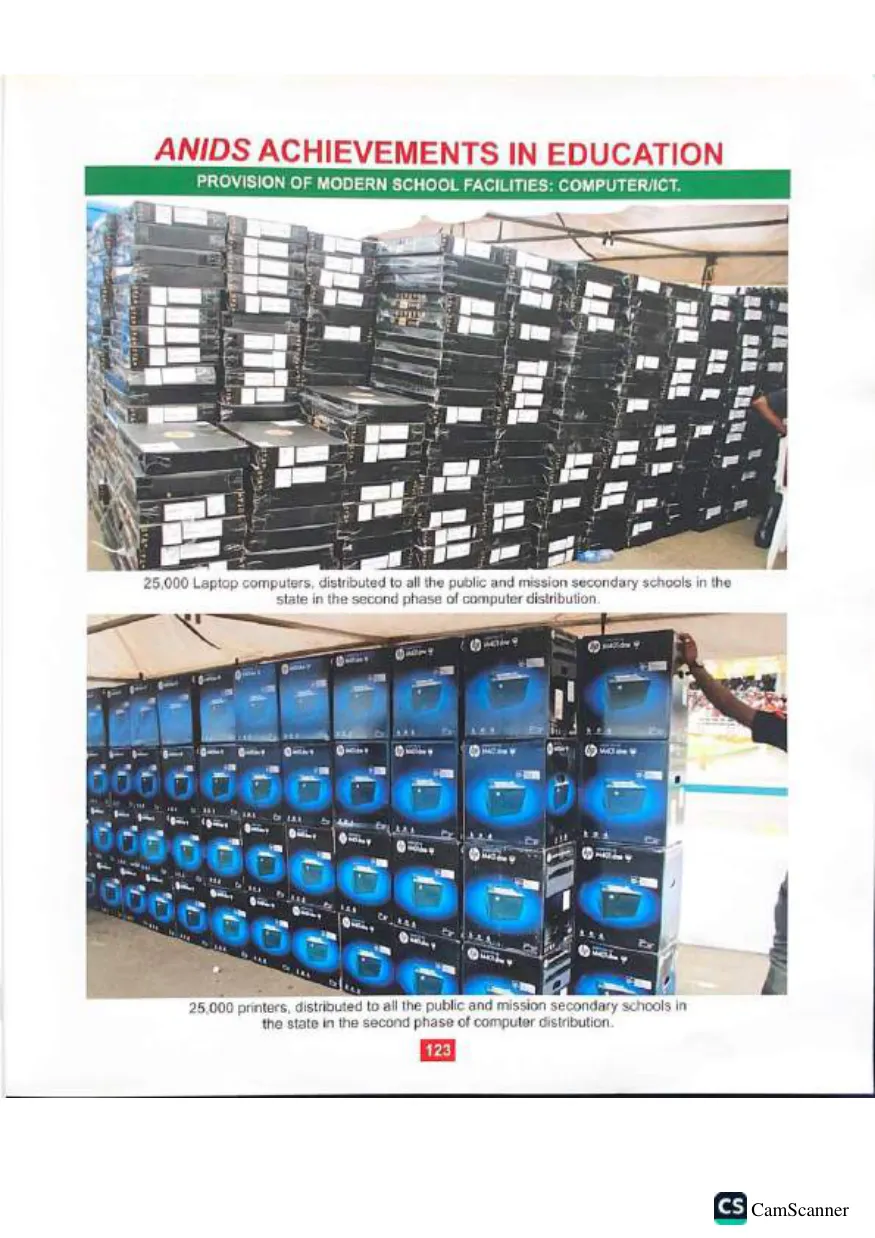 ANIDS ACHIEVEMENTS IN EDUCATION
PROVISION OF MODERN SCHOOL FACILITIES: COMPUTER/ICT.
25,000 Laptop computers, distributed to all the public and mission secondary schools in the
state in the second phase of computer distribution.
hp M401dne
25,000 printers, distributed to all the public and mission secondary schools in
the state in the second phase of computer distribution.
123
CS CamScanner